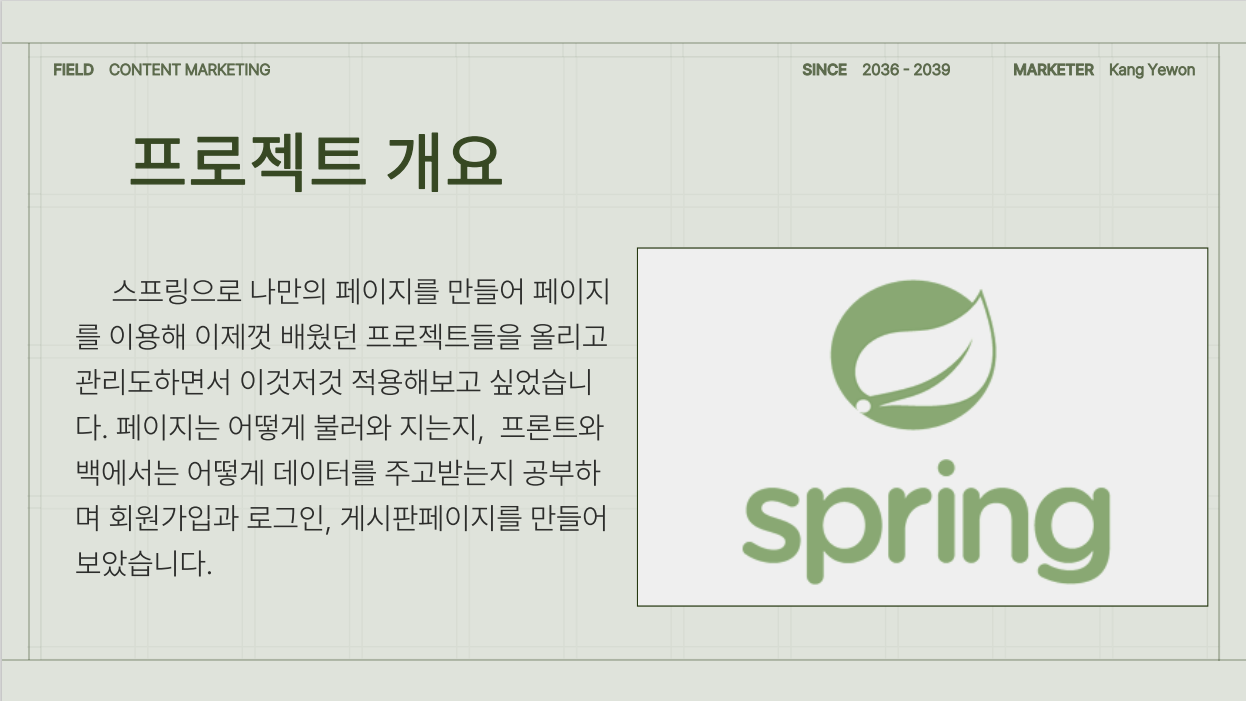 FIELD CONTENT MARKETING
SINCE 2036 - 2039
MARKETER Kang Yewon
프로젝트 개요
스프링으로 나만의 페이지를 만들어 페이지
를 이용해 이제껏 배웠던 프로젝트들을 올리고
관리도하면서 이것저것 적용해보고 싶었습니
다. 페이지는 어떻게 불러와 지는지, 프론트와
백에서는 어떻게 데이터를 주고받는지 공부하
며 회원가입과 로그인, 게시판페이지를 만들어
보았습니다.
spring